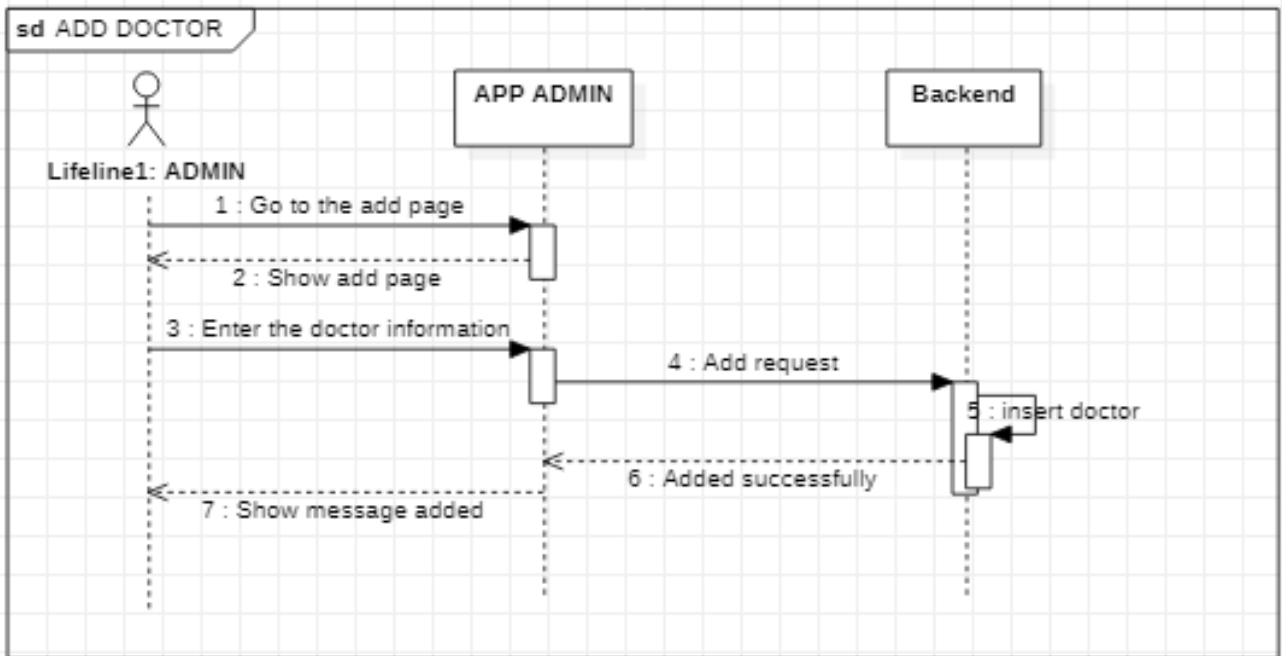 sd ADD DOCTOR
APP ADMIN
Backend
Lifeline1: ADMIN
1 : Go to the add page
2 : Show add page
3 : Enter the doctor information
4 : Add request
5 : insert doctor
6 : Added successfully
7 : Show message added